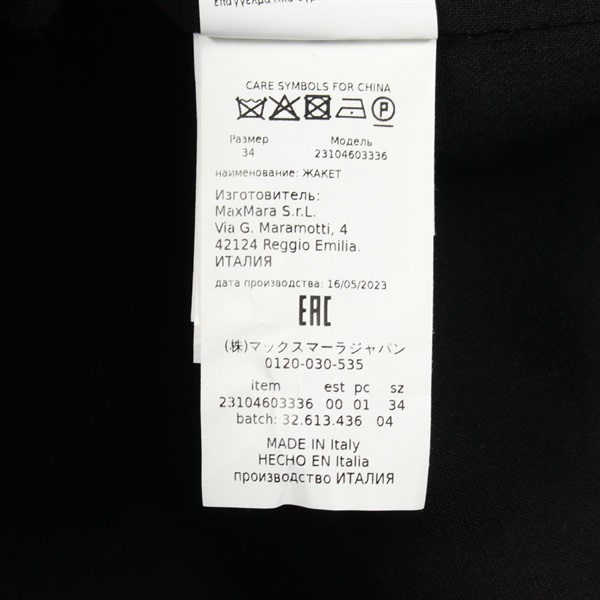 CARE SYMBOLS FOR CHINA
P
Размер Модель
34 23104603336
наименование: ЖАКЕТ
Изготовитель:
MaxMara S.r.L.
Via G. Maramotti, 4
42124 Reggio Emilia.
ИТАЛИЯ
дата производства: 16/05/2023
EAC
(株)マックスマーラジャパン
0120-030-535
item est pc sz
23104603336 00 01 34
batch: 32.613.436 04
MADE IN Italy
HECHO EN Italia
производство ИТАЛИЯ